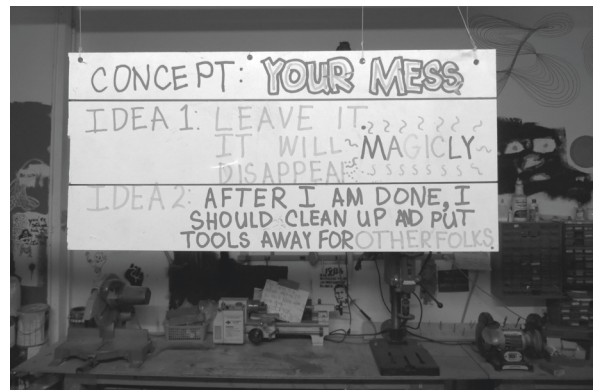 CONCEPT: YOUR MESS
IDEA 1: LEAVE IT.
IT WILL MAGICLY
DISAPPEAR
IDEA 2: AFTER I AM DONE, I
SHOULD CLEAN UP AND PUT
TOOLS AWAY FOR OTHER FOLKS